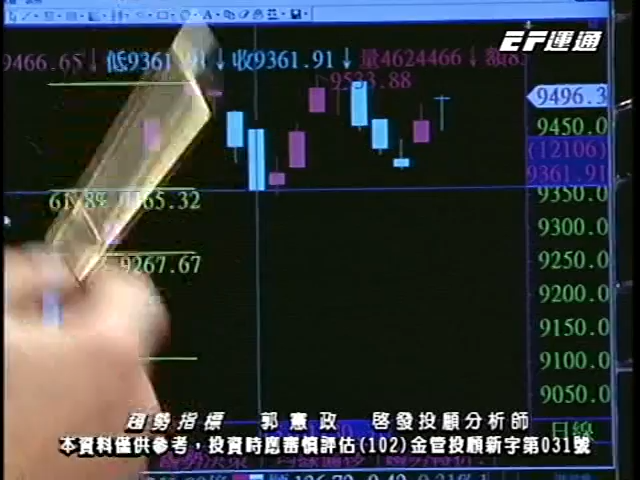 EF運通
9466.65↓ 低9361.91↓ 收9361.91↓ 量4624466↓ 額8
9533.88
9496.3
9450.0
(12106)
9361.91
9350.0
61.8% 9365.32
9300.0
9267.67
9250.0
9200.0
9150.0
9100.0
9050.0
趨勢指標 郭憲政 啓發投顧分析師
日線
本資料僅供參考，投資時應審慎評估(102)金管投顧新字第031號